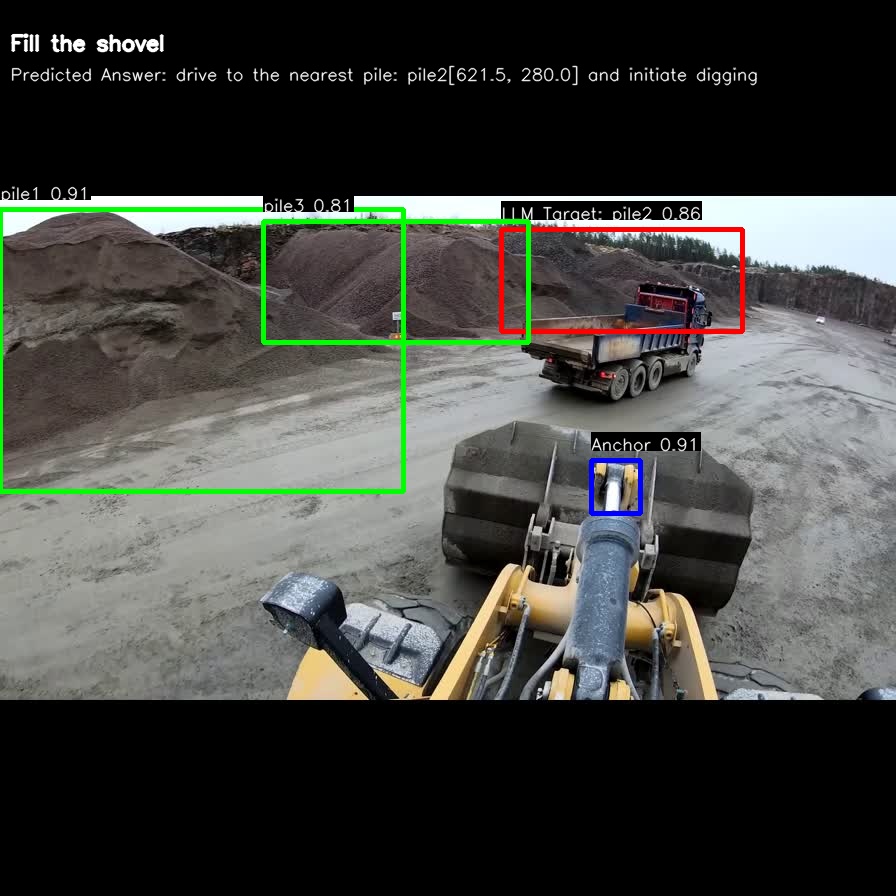 Fill the shovel
Predicted Answer: drive to the nearest pile: pile2[621.5, 280.0] and initiate digging
pile1 0.91
pile3 0.81
LLM Target: pile2 0.86
Anchor 0.91